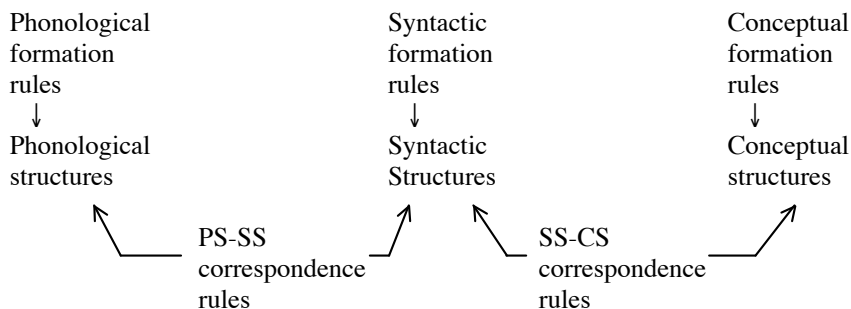 Phonological
formation
rules
Syntactic
formation
rules
Conceptual
formation
rules
Phonological
structures
Syntactic
Structures
Conceptual
structures
PS-SS
correspondence
rules
SS-CS
correspondence
rules